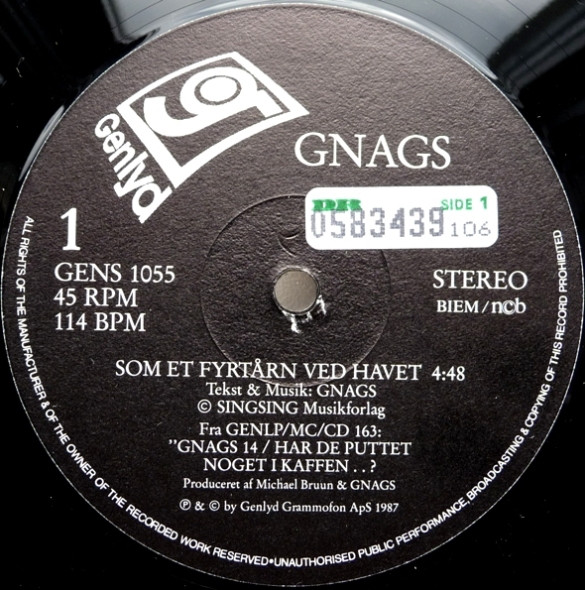 Genlyd
g
GNAGS
SIDE 1
0583439 106
1
GENS 1055
45 RPM
114 BPM
STEREO
BIEM/ncb
SOM ET FYRTÅRN VED HAVET 4:48
Tekst & Musik: GNAGS
© SINGSING Musikforlag
Fra GENLP/MC/CD 163:
”GNAGS 14 / HAR DE PUTTET
NOGET I KAFFEN . . ?
Produceret af Michael Bruun & GNAGS
℗ & © by Genlyd Grammofon ApS 1987
ALL RIGHTS OF THE MANUFACTURER & OF THE OWNER OF THE RECORDED WORK RESERVED•UNAUTHORISED PUBLIC PERFORMANCE, BROADCASTING & COPYING OF THIS RECORD PROHIBITED